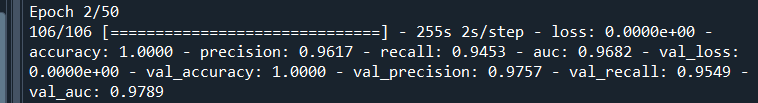 Epoch 2/50
106/106 [==============================] - 255s 2s/step - loss: 0.0000e+00 -
accuracy: 1.0000 - precision: 0.9617 - recall: 0.9453 - auc: 0.9682 - val_loss:
0.0000e+00 - val_accuracy: 1.0000 - val_precision: 0.9757 - val_recall: 0.9549 -
val_auc: 0.9789